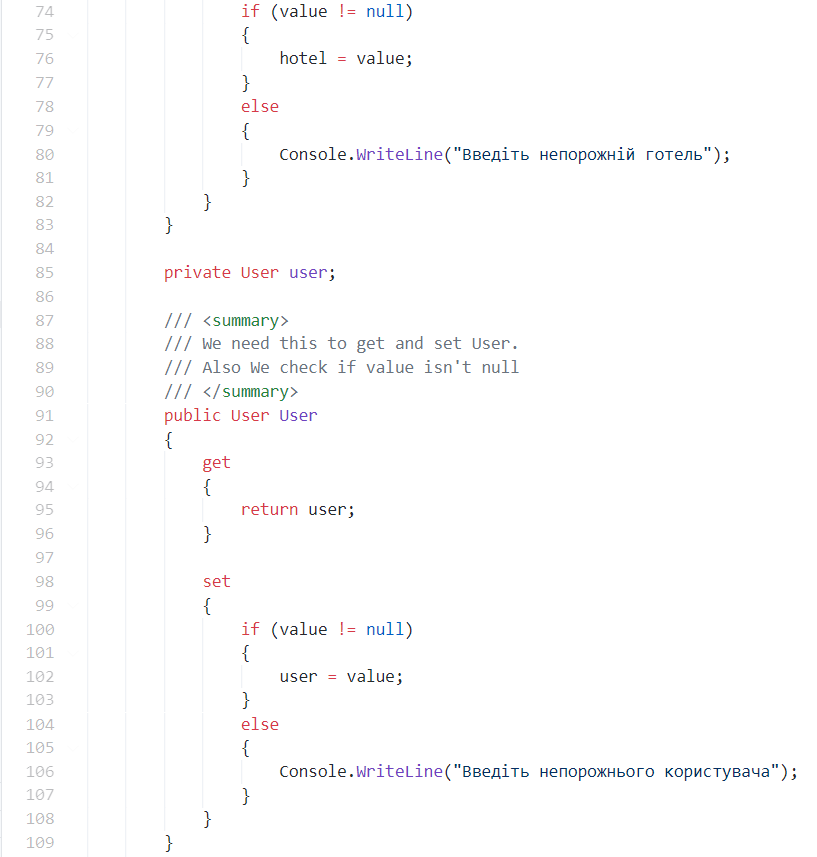 74 if (value != null)
75 {
76 hotel = value;
77 }
78 else
79 {
80 Console.WriteLine("Введіть непорожній готель");
81 }
82 }
83 }
84
85 private User user;
86
87 /// <summary>
88 /// We need this to get and set User.
89 /// Also We check if value isn't null
90 /// </summary>
91 public User User
92 {
93 get
94 {
95 return user;
96 }
97
98 set
99 {
100 if (value != null)
101 {
102 user = value;
103 }
104 else
105 {
106 Console.WriteLine("Введіть непорожнього користувача");
107 }
108 }
109 }